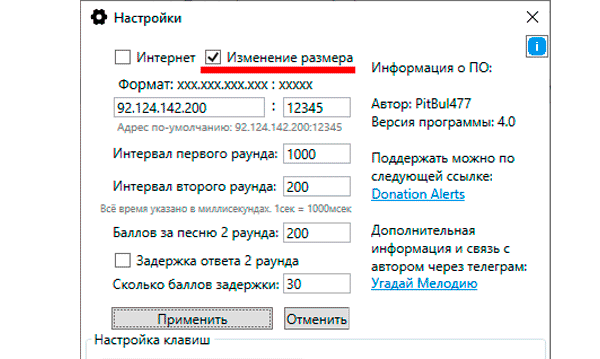 Настройки
Интернет
Изменение размера
Формат: xxx.xxx.xxx.xxx : xxxxx
92.124.142.200 : 12345
Адрес по-умолчанию: 92.124.142.200:12345
Интервал первого раунда: 1000
Интервал второго раунда: 200
Всё время указано в миллисекундах. 1сек = 1000мсек
Баллов за песню 2 раунда: 200
Задержка ответа 2 раунда
Сколько баллов задержки: 30
Применить
Отменить
i
Информация о ПО:
Автор: PitBul477
Версия программы: 4.0
Поддержать можно по
следующей ссылке:
Donation Alerts
Дополнительная
информация и связь с
автором через телеграм:
Угадай Мелодию
Настройка клавиш